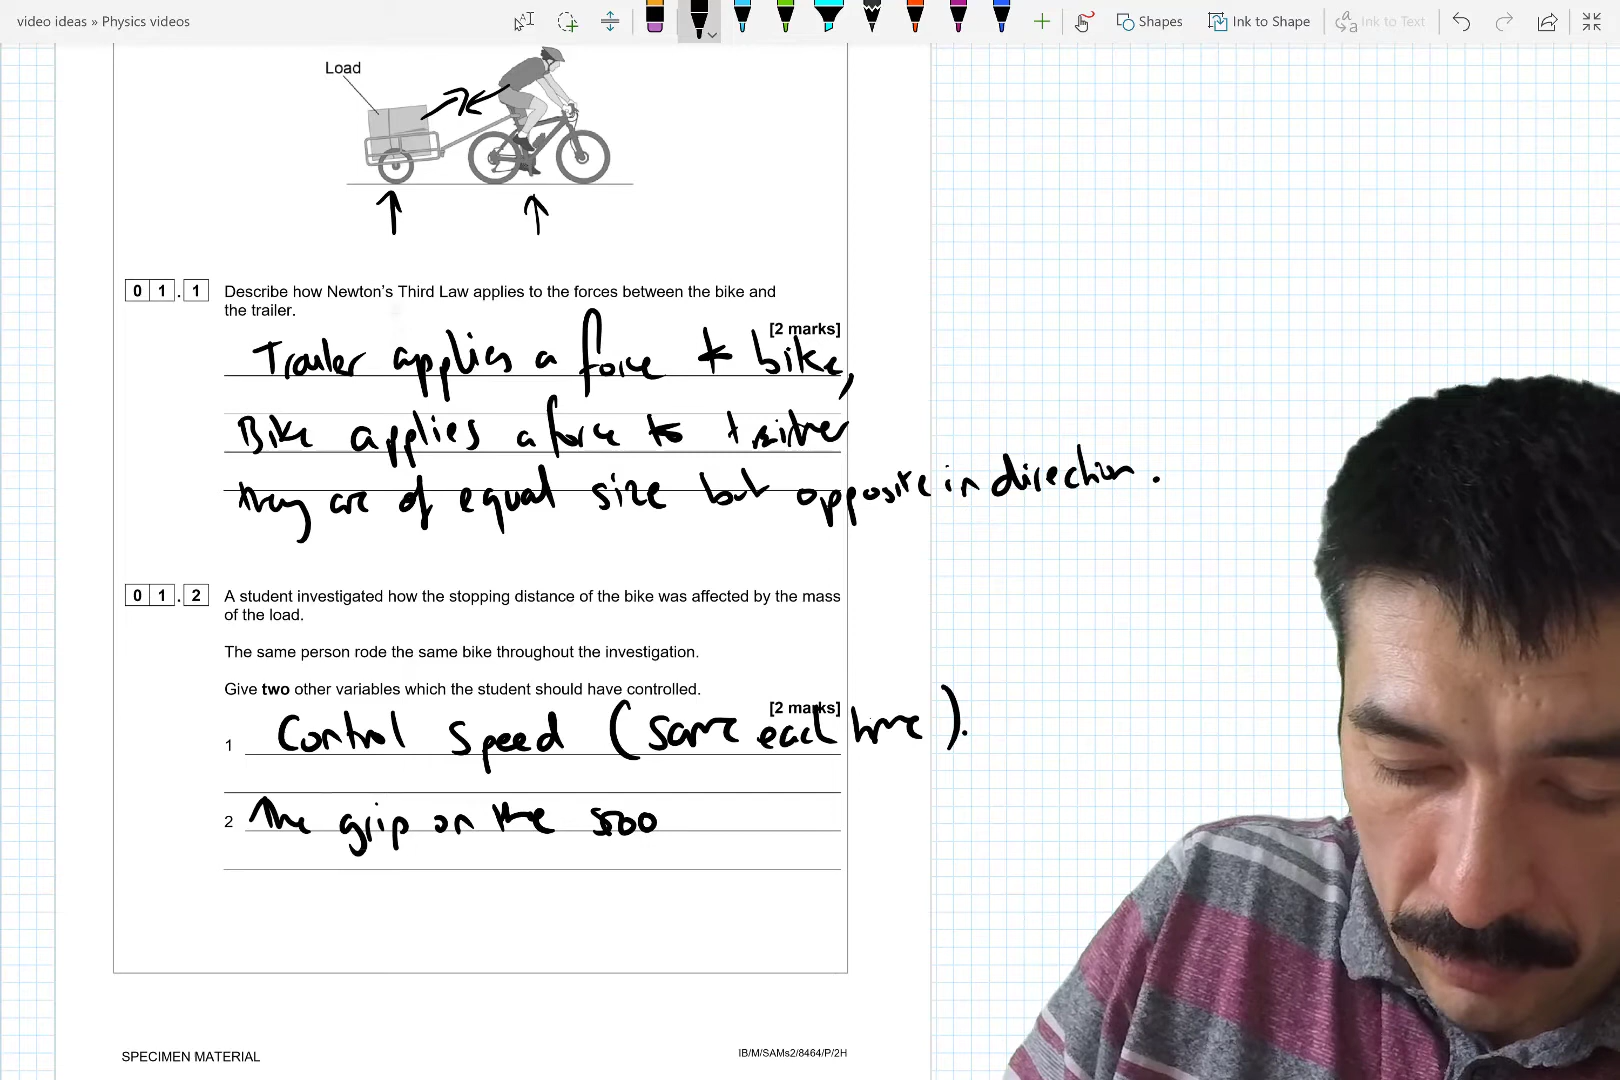 video ideas » Physics videos
Shapes
Ink to Shape
Ink to Text
Load
0 1 . 1 Describe how Newton's Third Law applies to the forces between the bike and
the trailer.
[2 marks]
Trailer applies a force to bike,
Bike applies a force to trailer
they are of equal size but opposite in direction.
0 1 . 2 A student investigated how the stopping distance of the bike was affected by the mass
of the load.
The same person rode the same bike throughout the investigation.
Give two other variables which the student should have controlled.
[2 marks]
1 Control speed (same each time).
2 The grip on the
SPECIMEN MATERIAL
IB/M/SAMs2/8464/P/2H